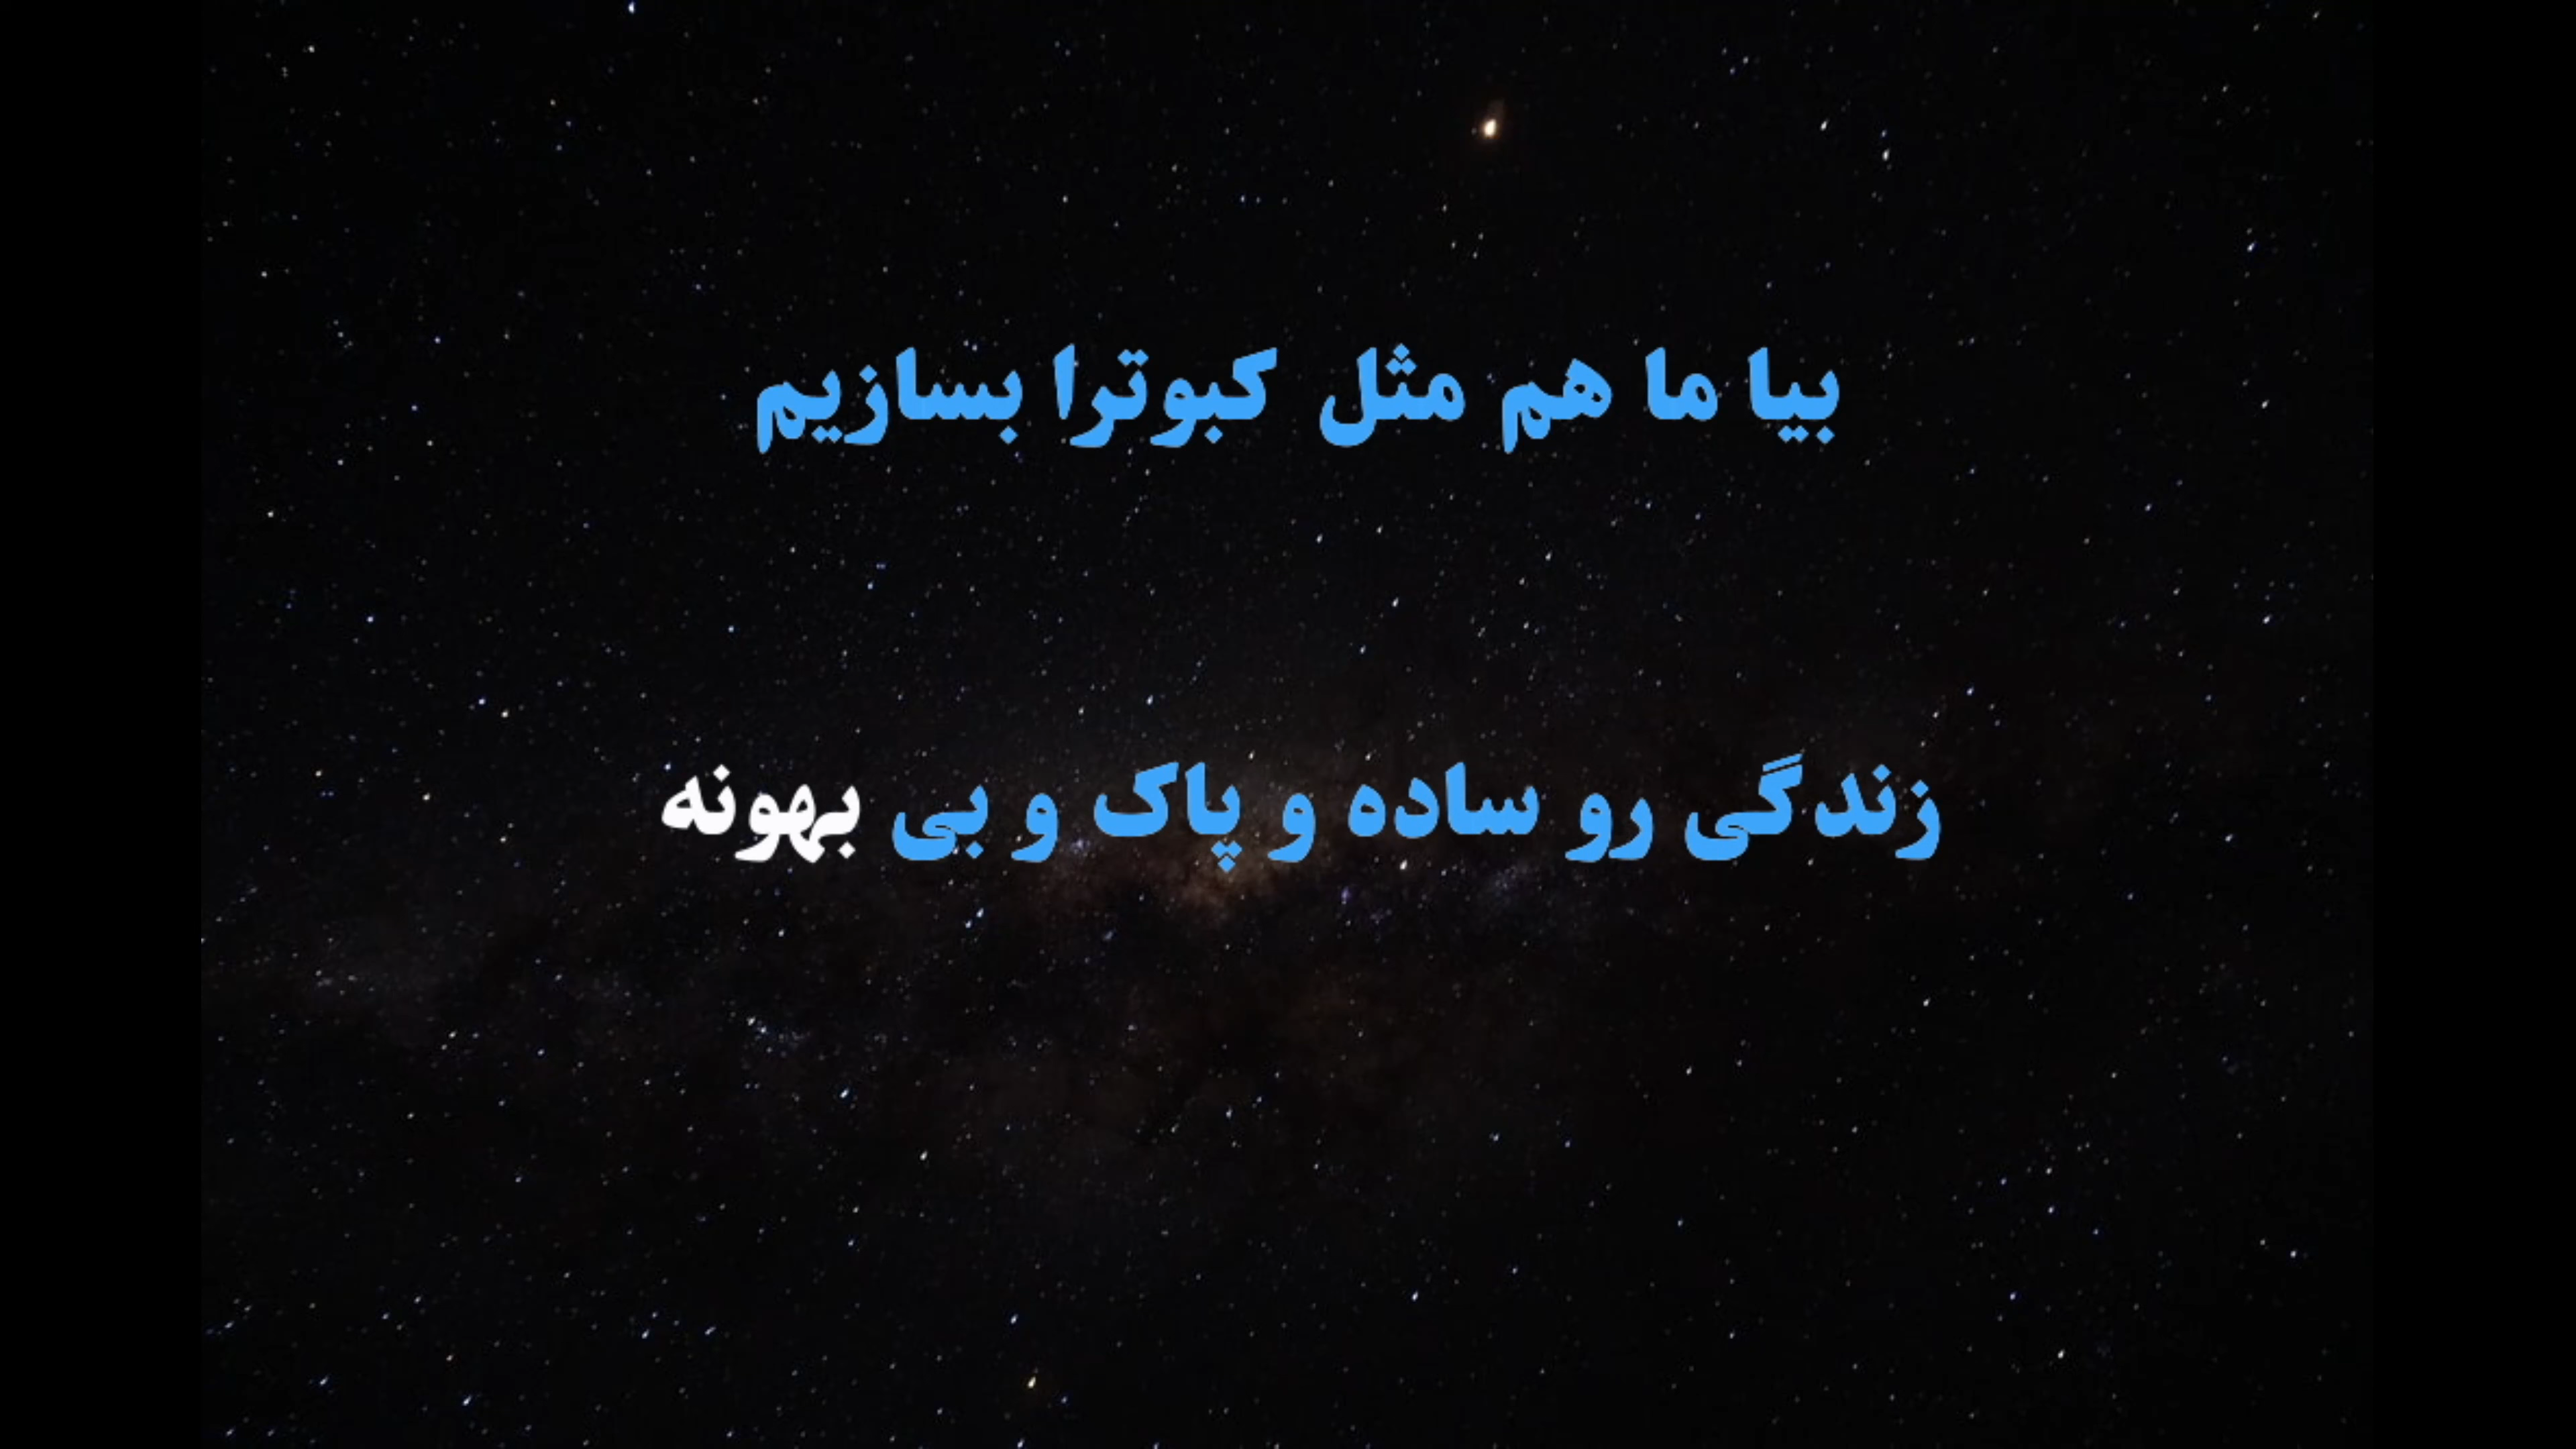 بیا ما هم مثل کبوترا بسازیم
زندگی رو ساده و پاک و بی بهونه